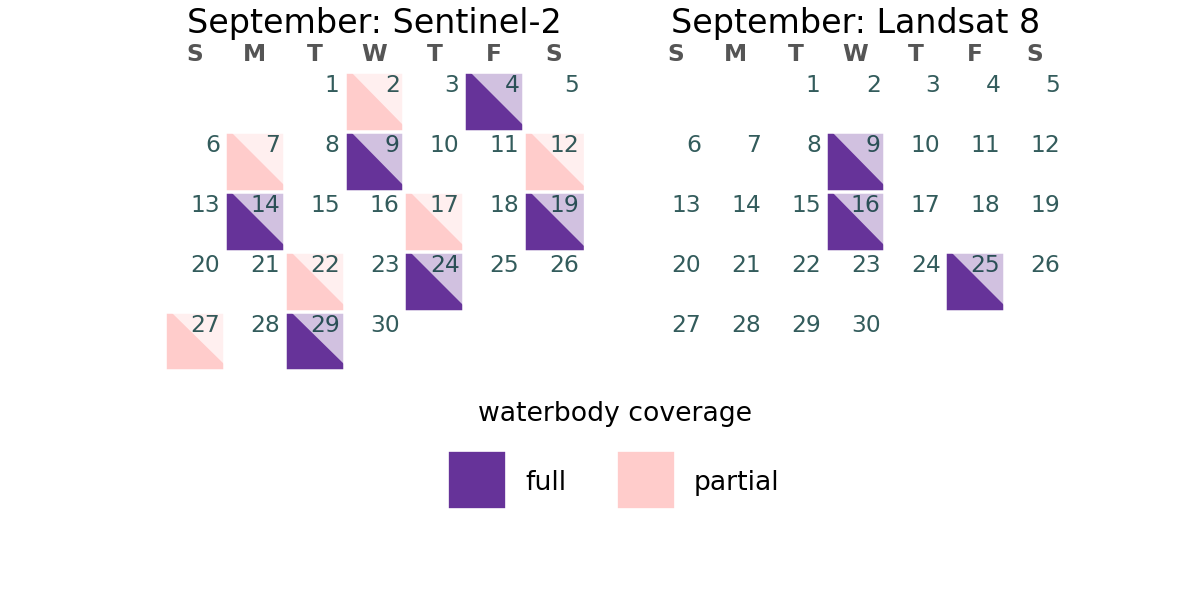 September: Sentinel-2
S M T W T F S
1 2 3 4 5
6 7 8 9 10 11 12
13 14 15 16 17 18 19
20 21 22 23 24 25 26
27 28 29 30
September: Landsat 8
S M T W T F S
1 2 3 4 5
6 7 8 9 10 11 12
13 14 15 16 17 18 19
20 21 22 23 24 25 26
27 28 29 30
waterbody coverage
full partial